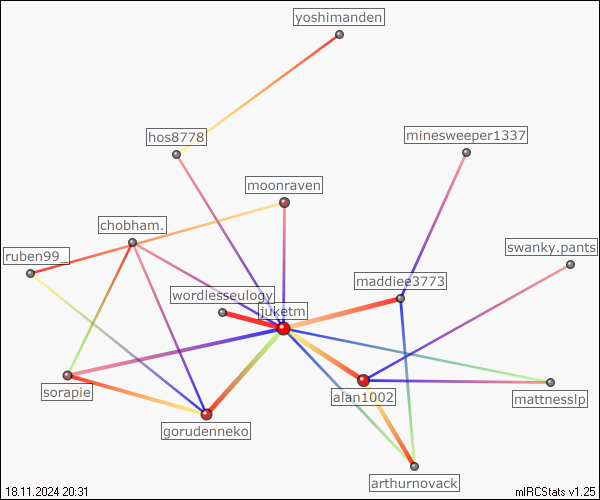 yoshimanden
hos8778
minesweeper1337
moonraven
chobham.
ruben99_
swanky.pants
maddiee3773
wordlesseulogy
juketm
sorapie
alan1002
mattnesslp
gorudenneko
arthurnovack
18.11.2024 20:31
mIRCStats v1.25